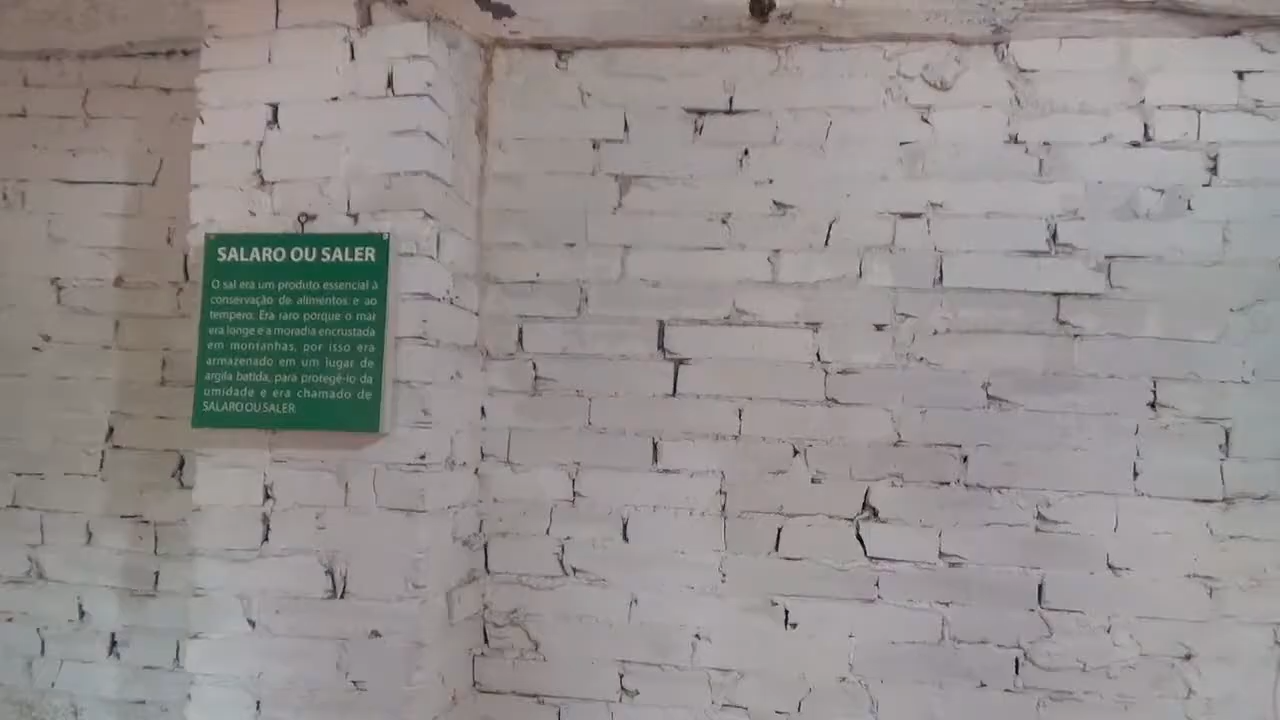 SALARO OU SALER
O sal era um produto essencial à
conservação de alimentos e ao
tempero. Era raro porque o mar
era longe e a moradia encrustada
em montanhas, por isso era
armazenado em um lugar de
argila batida, para protegê-lo da
umidade e era chamado de
SALARO OU SALER